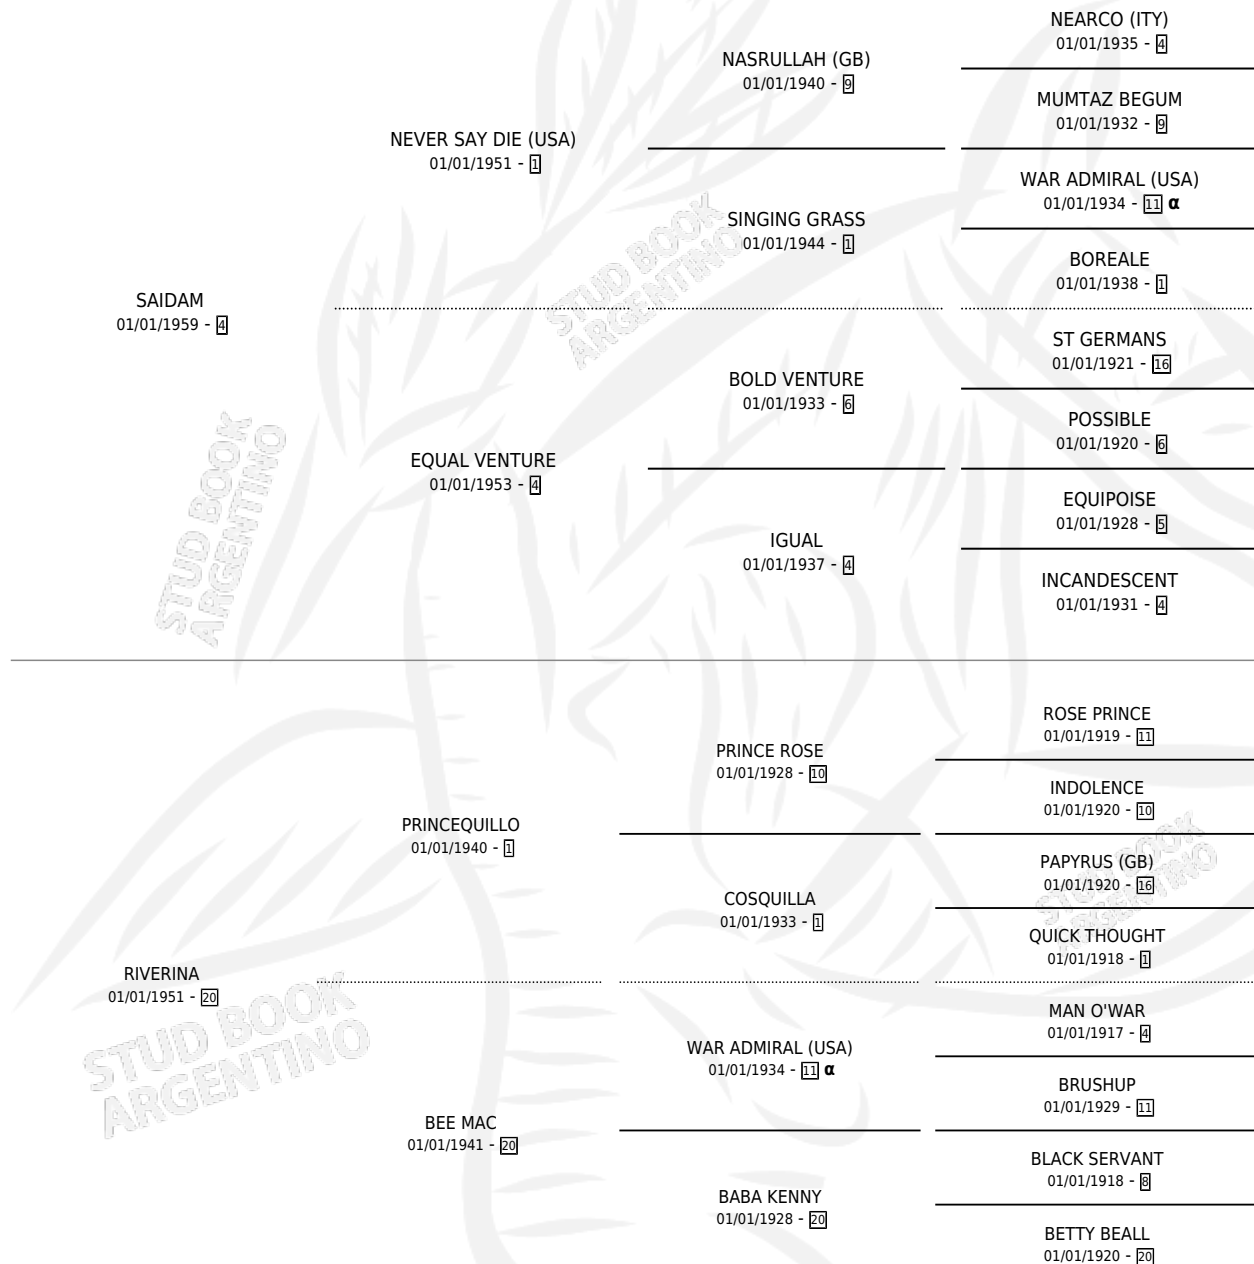 NEARCO (ITY)
01/01/1935 - 4
NASRULLAH (GB)
01/01/1940 - 9
MUMTAZ BEGUM
01/01/1932 - 9
NEVER SAY DIE (USA)
01/01/1951 - 1
WAR ADMIRAL (USA)
01/01/1934 - 11 α
SINGING GRASS
01/01/1944 - 1
BOREALE
01/01/1938 - 1
SAIDAM
01/01/1959 - 4
ST GERMANS
01/01/1921 - 16
BOLD VENTURE
01/01/1933 - 6
POSSIBLE
01/01/1920 - 6
EQUAL VENTURE
01/01/1953 - 4
EQUIPOISE
01/01/1928 - 5
IGUAL
01/01/1937 - 4
INCANDESCENT
01/01/1931 - 4
STUD BOOK
ARGENTINO
STUD BOOK
ARGENTINO
ROSE PRINCE
01/01/1919 - 11
PRINCE ROSE
01/01/1928 - 10
INDOLENCE
01/01/1920 - 10
PRINCEQUILLO
01/01/1940 - 1
PAPYRUS (GB)
01/01/1920 - 16
COSQUILLA
01/01/1933 - 1
QUICK THOUGHT
01/01/1918 - 1
STUD BOOK
ARGENTINO
RIVERINA
01/01/1951 - 20
STUD BOOK
ARGENTINO
MAN O'WAR
01/01/1917 - 4
WAR ADMIRAL (USA)
01/01/1934 - 11 α
BRUSHUP
01/01/1929 - 11
BEE MAC
01/01/1941 - 20
BLACK SERVANT
01/01/1918 - 8
BABA KENNY
01/01/1928 - 20
BETTY BEALL
01/01/1920 - 20